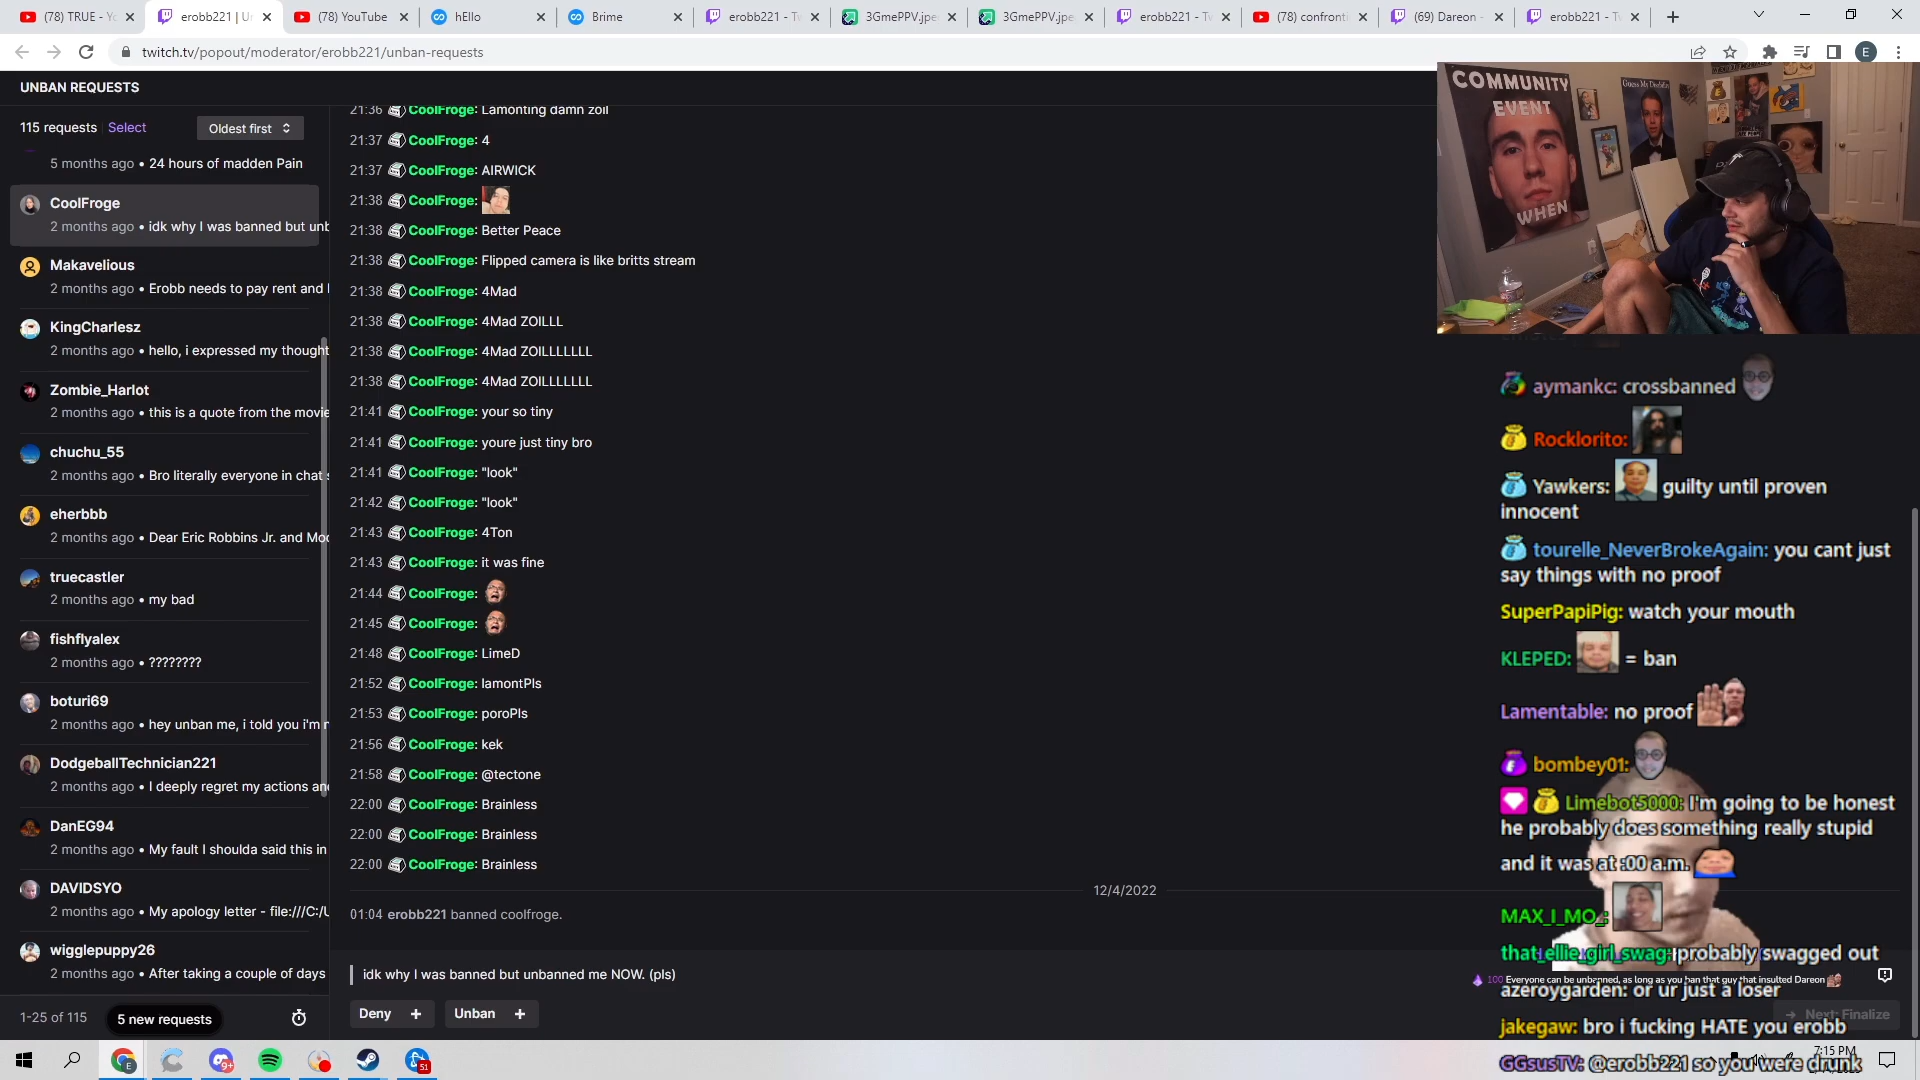 (78) TRUE - Yo
erobb221 | Un
(78) YouTube
hEllo
Brime
erobb221 - Tw
3GmePPV.jpe
3GmePPV.jpe
erobb221 - Tw
(78) confronti
(69) Dareon -
erobb221 - Tw
twitch.tv/popout/moderator/erobb221/unban-requests
E
UNBAN REQUESTS
115 requests Select Oldest first
5 months ago • 24 hours of madden Pain
CoolFroge
2 months ago • idk why I was banned but unb
Makavelious
2 months ago • Erobb needs to pay rent and
KingCharlesz
2 months ago • hello, i expressed my thought
Zombie_Harlot
2 months ago • this is a quote from the movie
chuchu_55
2 months ago • Bro literally everyone in chat
eherbbb
2 months ago • Dear Eric Robbins Jr. and Mod
truecastler
2 months ago • my bad
fishflyalex
2 months ago • ????????
boturi69
2 months ago • hey unban me, i told you i'm
DodgeballTechnician221
2 months ago • I deeply regret my actions an
DanEG94
2 months ago • My fault I shoulda said this in
DAVIDSYO
2 months ago • My apology letter - file:///C:/U
wigglepuppy26
2 months ago • After taking a couple of days
1-25 of 115
5 new requests
21:36 CoolFroge: Lamonting damn zoil
21:37 CoolFroge: 4
21:37 CoolFroge: AIRWICK
21:38 CoolFroge:
21:38 CoolFroge: Better Peace
21:38 CoolFroge: Flipped camera is like britts stream
21:38 CoolFroge: 4Mad
21:38 CoolFroge: 4Mad ZOILLL
21:38 CoolFroge: 4Mad ZOILLLLLLL
21:38 CoolFroge: 4Mad ZOILLLLLLL
21:41 CoolFroge: your so tiny
21:41 CoolFroge: youre just tiny bro
21:41 CoolFroge: "look"
21:42 CoolFroge: "look"
21:43 CoolFroge: 4Ton
21:43 CoolFroge: it was fine
21:44 CoolFroge:
21:45 CoolFroge:
21:48 CoolFroge: LimeD
21:52 CoolFroge: lamontPls
21:53 CoolFroge: poroPls
21:56 CoolFroge: kek
21:58 CoolFroge: @tectone
22:00 CoolFroge: Brainless
22:00 CoolFroge: Brainless
22:00 CoolFroge: Brainless
12/4/2022
01:04 erobb221 banned coolfroge.
idk why I was banned but unbanned me NOW. (pls)
Deny + Unban +
COMMUNITY
EVENT
WHEN
aymankc: crossbanned
Rocklorito:
Yawkers: guilty until proven
innocent
tourelle_NeverBrokeAgain: you cant just
say things with no proof
SuperPapiPig: watch your mouth
KLEPED: = ban
Lamentable: no proof
bombey01:
Limebot5000: I'm going to be honest
he probably does something really stupid
and it was at :00 a.m.
MAX_I_MO_:
that_ellie_girl_swag: probably swagged out
100 Everyone can be unbanned, as long as you ban that guy that insulted Dareon
azeroygarden: or ur just a loser
Next: Finalize
jakegaw: bro i fucking HATE you erobb
GGsusTV: @erobb221 so you were drunk
9+
51
7:15 PM